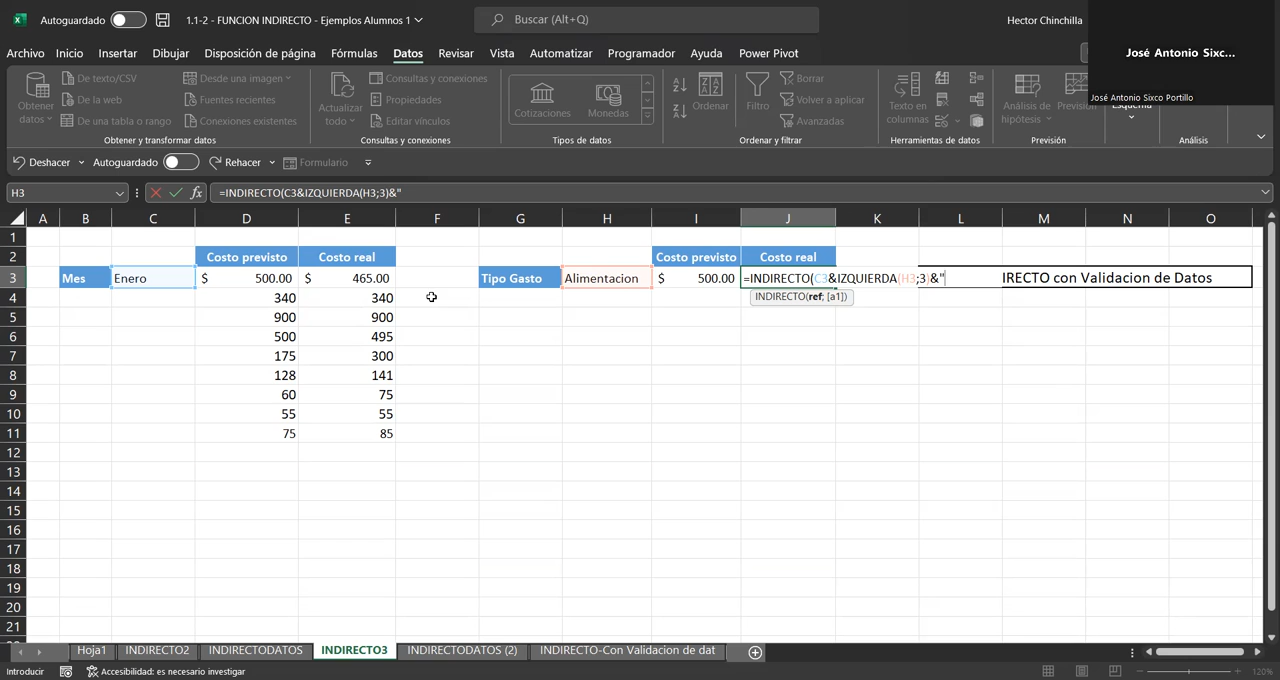 Autoguardado
1.1-2 - FUNCION INDIRECTO - Ejemplos Alumnos 1
Buscar (Alt+Q)
Hector Chinchilla
José Antonio Sixc...
José Antonio Sixco Portillo
Archivo Inicio Insertar Dibujar Disposición de página Fórmulas Datos Revisar Vista Automatizar Programador Ayuda Power Pivot
Obtener datos
De texto/CSV
De la web
De una tabla o rango
Desde una imagen
Fuentes recientes
Conexiones existentes
Obtener y transformar datos
Actualizar todo
Consultas y conexiones
Propiedades
Editar vínculos
Consultas y conexiones
Cotizaciones
Monedas
Tipos de datos
Ordenar
Filtro
Borrar
Volver a aplicar
Avanzadas
Ordenar y filtrar
Texto en columnas
Herramientas de datos
Análisis de hipótesis
Previsión
Previsión
Esquema
Análisis
Deshacer Autoguardado Rehacer Formulario
H3 fx =INDIRECTO(C3&IZQUIERDA(H3;3)&"
A B C D E F G H I J K L M N O
1
2 Costo previsto Costo real Costo previsto Costo real
3 Mes Enero $ 500.00 $ 465.00 Tipo Gasto Alimentacion $ 500.00 =INDIRECTO(C3&IZQUIERDA(H3;3)&" IRECTO con Validacion de Datos
4 340 340 INDIRECTO(ref; [a1])
5 900 900
6 500 495
7 175 300
8 128 141
9 60 75
10 55 55
11 75 85
12
13
14
15
16
17
18
19
20
21
Hoja1 INDIRECTO2 INDIRECTODATOS INDIRECTO3 INDIRECTODATOS (2) INDIRECTO-Con Validacion de dat
Introducir Accesibilidad: es necesario investigar 120%